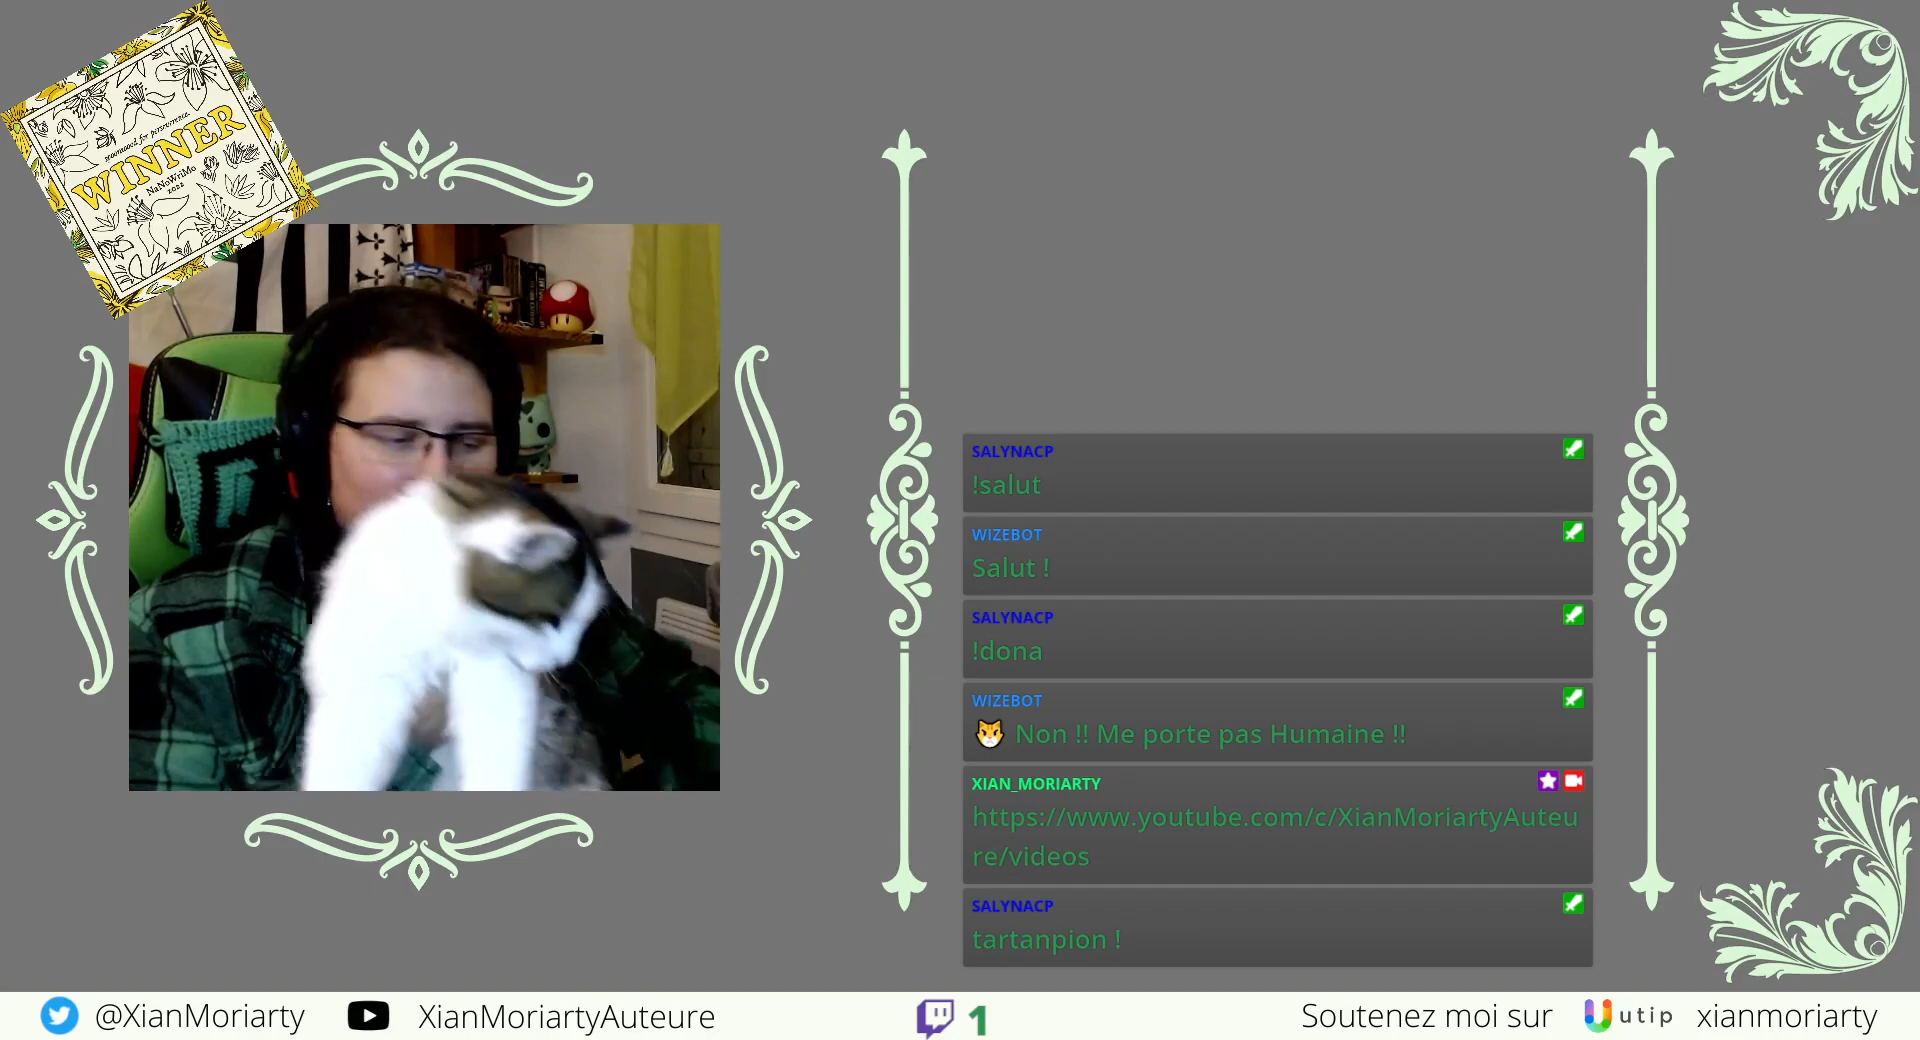 WINNER
NaNoWriMo
2022
SALYNACP
!salut
WIZEBOT
Salut !
SALYNACP
!dona
WIZEBOT
Non !! Me porte pas Humaine !!
XIAN_MORIARTY
https://www.youtube.com/c/XianMoriartyAuteu
re/videos
SALYNACP
tartanpion !
@XianMoriarty
XianMoriartyAuteure
1
Soutenez moi sur
utip
xianmoriarty